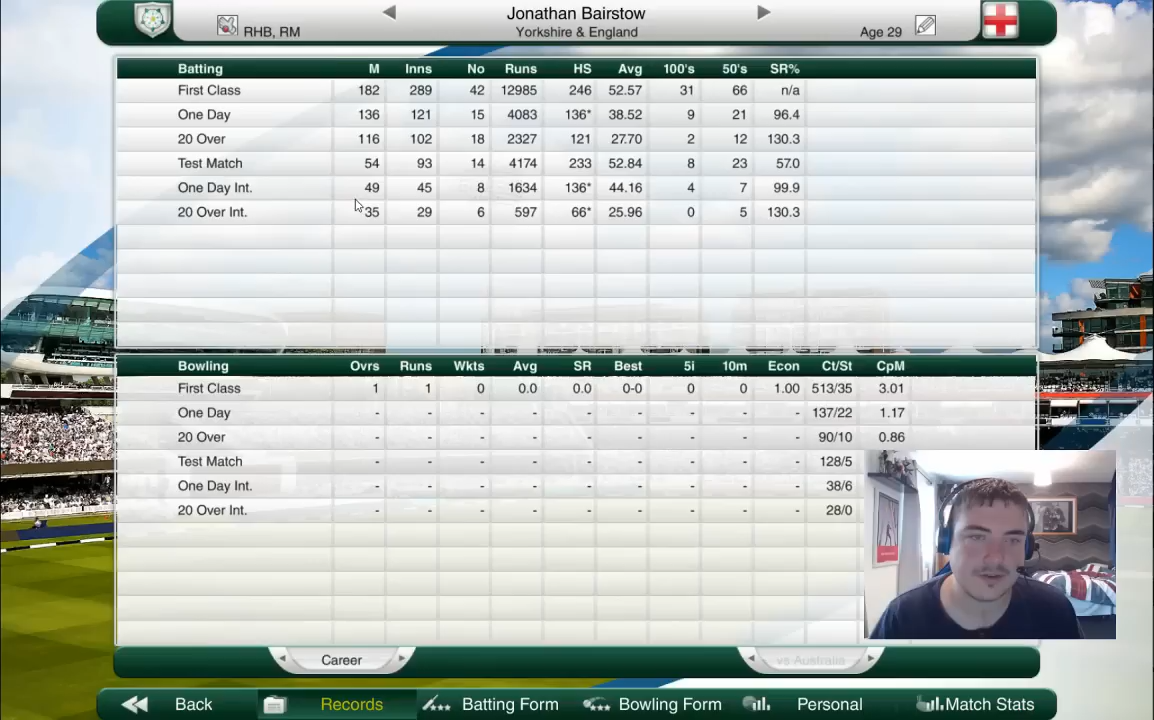 Jonathan Bairstow
RHB, RM Yorkshire & England Age 29
Batting M Inns No Runs HS Avg 100's 50's SR%
First Class 182 289 42 12985 246 52.57 31 66 n/a
One Day 136 121 15 4083 136* 38.52 9 21 96.4
20 Over 116 102 18 2327 121 27.70 2 12 130.3
Test Match 54 93 14 4174 233 52.84 8 23 57.0
One Day Int. 49 45 8 1634 136* 44.16 4 7 99.9
20 Over Int. 35 29 6 597 66* 25.96 0 5 130.3
Bowling Ovrs Runs Wkts Avg SR Best 5i 10m Econ Ct/St CpM
First Class 1 1 0 0.0 0.0 0-0 0 0 1.00 513/35 3.01
One Day - - - - - - - - - 137/22 1.17
20 Over - - - - - - - - - 90/10 0.86
Test Match - - - - - - - - - 128/5
One Day Int. - - - - - - - - - 38/6
20 Over Int. - - - - - - - - - 28/0
Career vs Australia
Back Records Batting Form Bowling Form Personal Match Stats